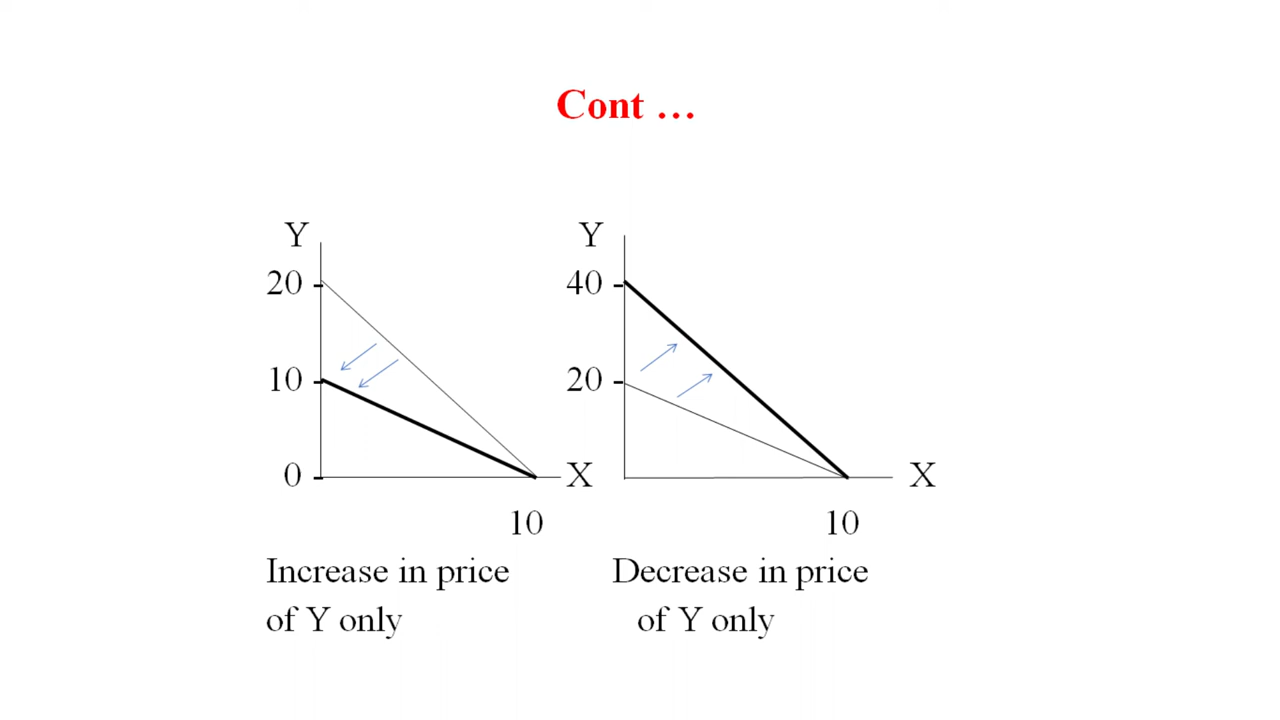 Cont …
Y
20
10
0
X
10
Increase in price
of Y only
Y
40
20
X
10
Decrease in price
of Y only